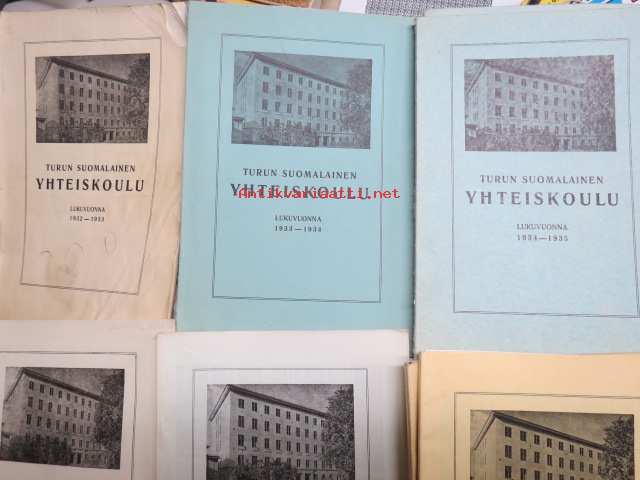 TURUN SUOMALAINEN
YHTEISKOULU
LUKUVUONNA
1932—1933
TURUN SUOMALAINEN
YHTEISKOULU
LUKUVUONNA
1933—1934
TURUN SUOMALAINEN
YHTEISKOULU
LUKUVUONNA
1934—1935
antikvariaatti.net